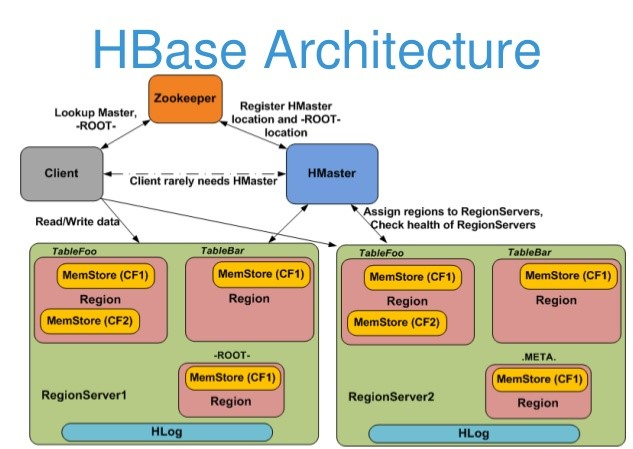 HBase Architecture
Zookeeper
Lookup Master,
-ROOT-
Register HMaster
location and -ROOT-
location
Client
Client rarely needs HMaster
HMaster
Read/Write data
Assign regions to RegionServers,
Check health of RegionServers
TableFoo
MemStore (CF1)
Region
MemStore (CF2)
TableBar
MemStore (CF1)
Region
-ROOT-
MemStore (CF1)
Region
RegionServer1
HLog
TableFoo
MemStore (CF1)
Region
MemStore (CF2)
TableBar
MemStore (CF1)
Region
.META.
MemStore (CF1)
Region
RegionServer2
HLog